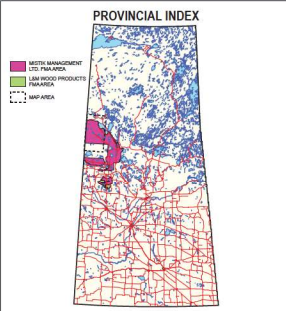 PROVINCIAL INDEX
MISTIK MANAGEMENT
LTD. FMA AREA
L&M WOOD PRODUCTS
FMA AREA
MAP AREA